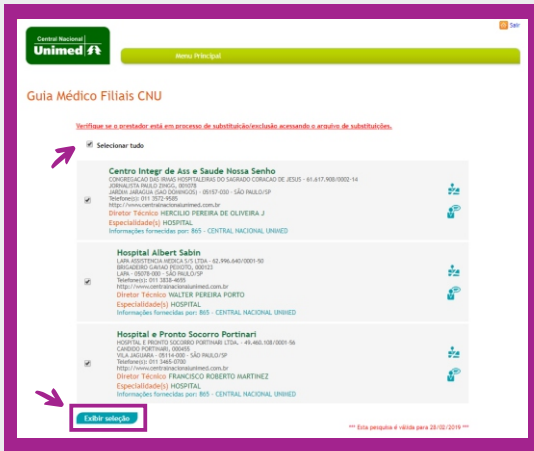 Sair
Central Nacional
Unimed
Menu Principal
Guia Médico Filiais CNU
Verifique se o prestador está em processo de substituição/exclusão acessando o arquivo de substituições.
Selecionar tudo
Centro Integr de Ass e Saude Nossa Senho
CONGREGACAO DAS IRMAS HOSPITALEIRAS DO SAGRADO CORACAO DE JESUS - 61.617.908/0002-14
JORNALISTA PAULO ZINGG, 001078
JARDIM JARAGUA (SAO DOMINGOS) - 05157-030 - SÃO PAULO/SP
Telefone(s): 011 3572-9585
http://www.centralnacionalunimed.com.br
Diretor Técnico HERCILIO PEREIRA DE OLIVEIRA J
Especialidade(s) HOSPITAL
Informações fornecidas por: 865 - CENTRAL NACIONAL UNIMED
Hospital Albert Sabin
LAPA ASSISTENCIA MEDICA S/S LTDA - 62.996.640/0001-50
BRIGADEIRO GAVIAO PEIXOTO, 000123
LAPA - 05078-000 - SÃO PAULO/SP
Telefone(s): 011 3838-4655
http://www.centralnacionalunimed.com.br
Diretor Técnico WALTER PEREIRA PORTO
Especialidade(s) HOSPITAL
Informações fornecidas por: 865 - CENTRAL NACIONAL UNIMED
Hospital e Pronto Socorro Portinari
HOSPITAL E PRONTO SOCORRO PORTINARI LTDA. - 49.460.108/0001-56
CANDIDO PORTINARI, 000455
VILA JAGUARA - 05114-000 - SÃO PAULO/SP
Telefone(s): 011 3465-0700
http://www.centralnacionalunimed.com.br
Diretor Técnico FRANCISCO ROBERTO MARTINEZ
Especialidade(s) HOSPITAL
Informações fornecidas por: 865 - CENTRAL NACIONAL UNIMED
Exibir seleção
*** Esta pesquisa é válida para 28/02/2019 ***